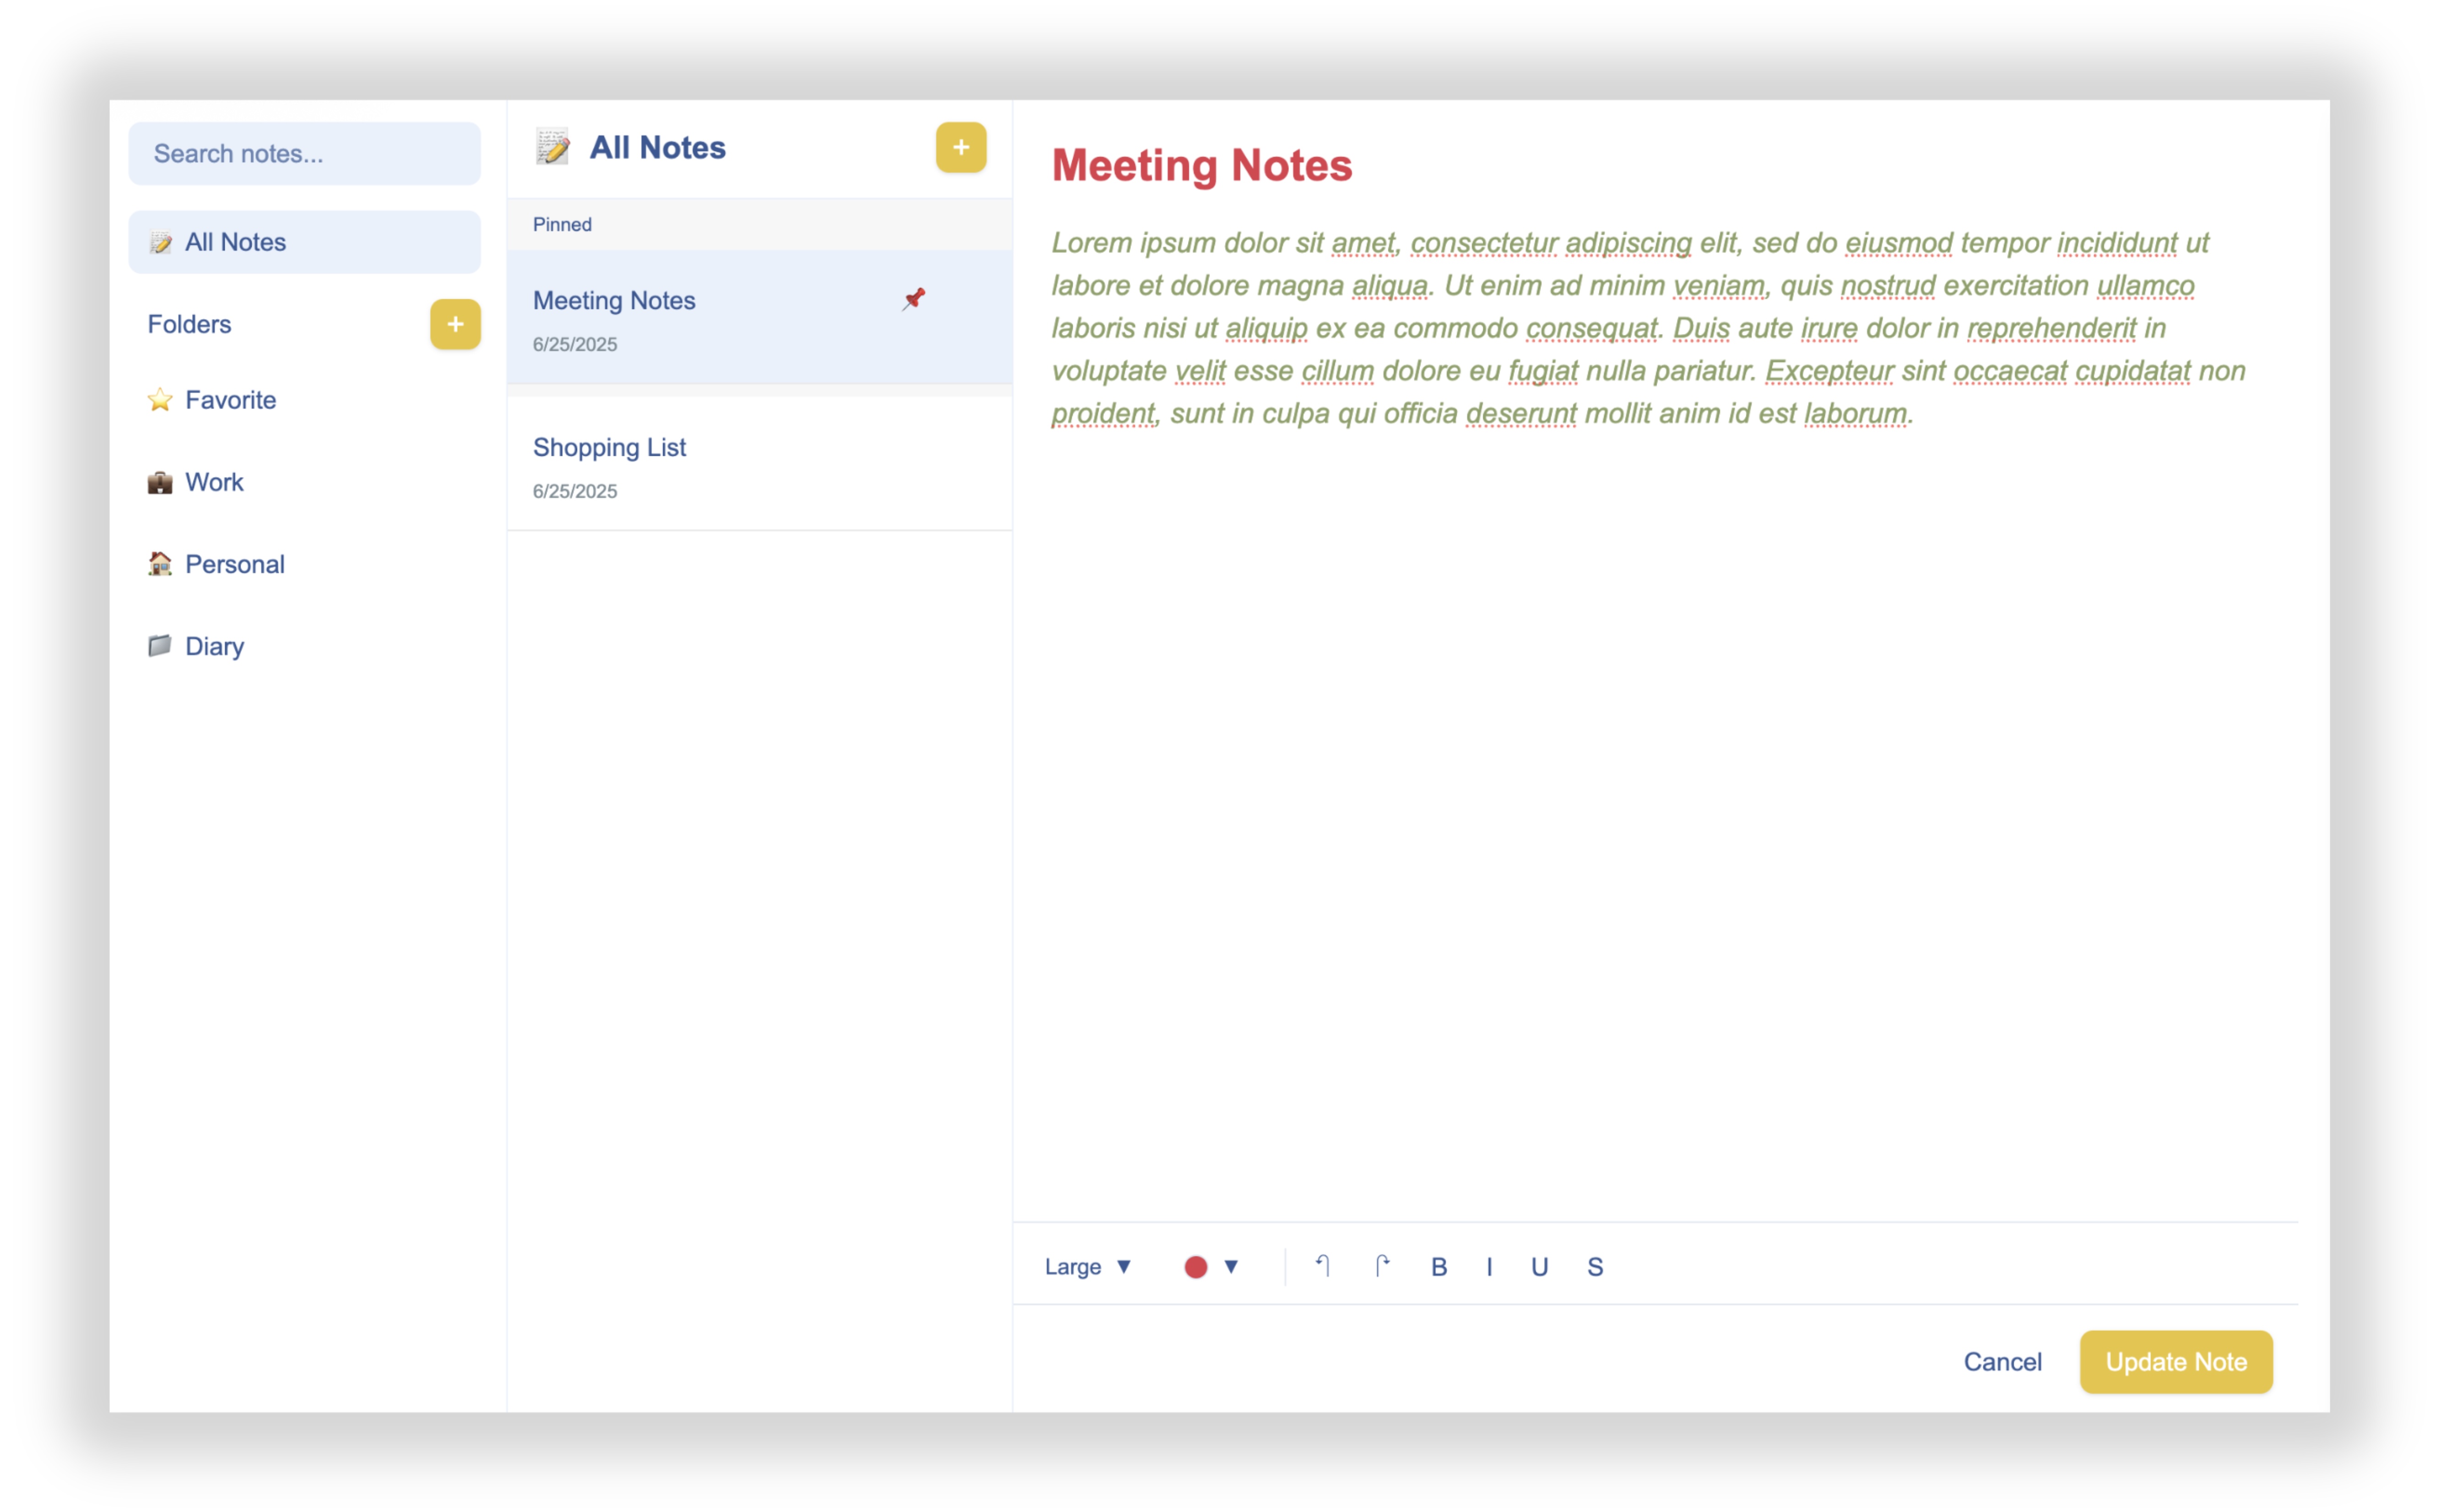 Search notes...
All Notes
Folders
+
Favorite
Work
Personal
Diary
All Notes
+
Pinned
Meeting Notes
6/25/2025
Shopping List
6/25/2025
Meeting Notes
Lorem ipsum dolor sit amet, consectetur adipiscing elit, sed do eiusmod tempor incididunt ut
labore et dolore magna aliqua. Ut enim ad minim veniam, quis nostrud exercitation ullamco
laboris nisi ut aliquip ex ea commodo consequat. Duis aute irure dolor in reprehenderit in
voluptate velit esse cillum dolore eu fugiat nulla pariatur. Excepteur sint occaecat cupidatat non
proident, sunt in culpa qui officia deserunt mollit anim id est laborum.
Large ▼ ▼ B I U S
Cancel Update Note